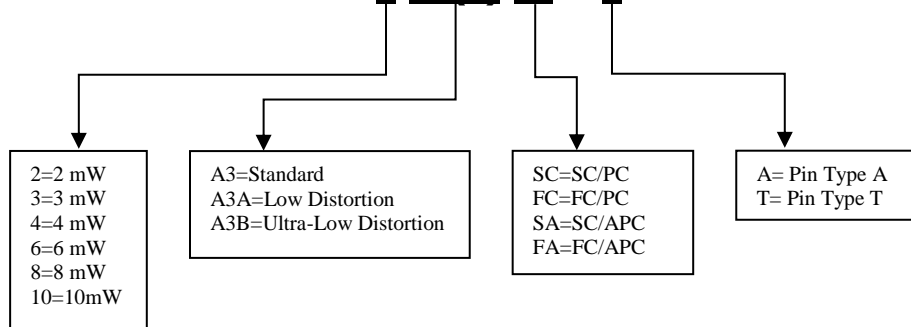 2=2 mW
3=3 mW
4=4 mW
6=6 mW
8=8 mW
10=10mW
A3=Standard
A3A=Low Distortion
A3B=Ultra-Low Distortion
SC=SC/PC
FC=FC/PC
SA=SC/APC
FA=FC/APC
A= Pin Type A
T= Pin Type T